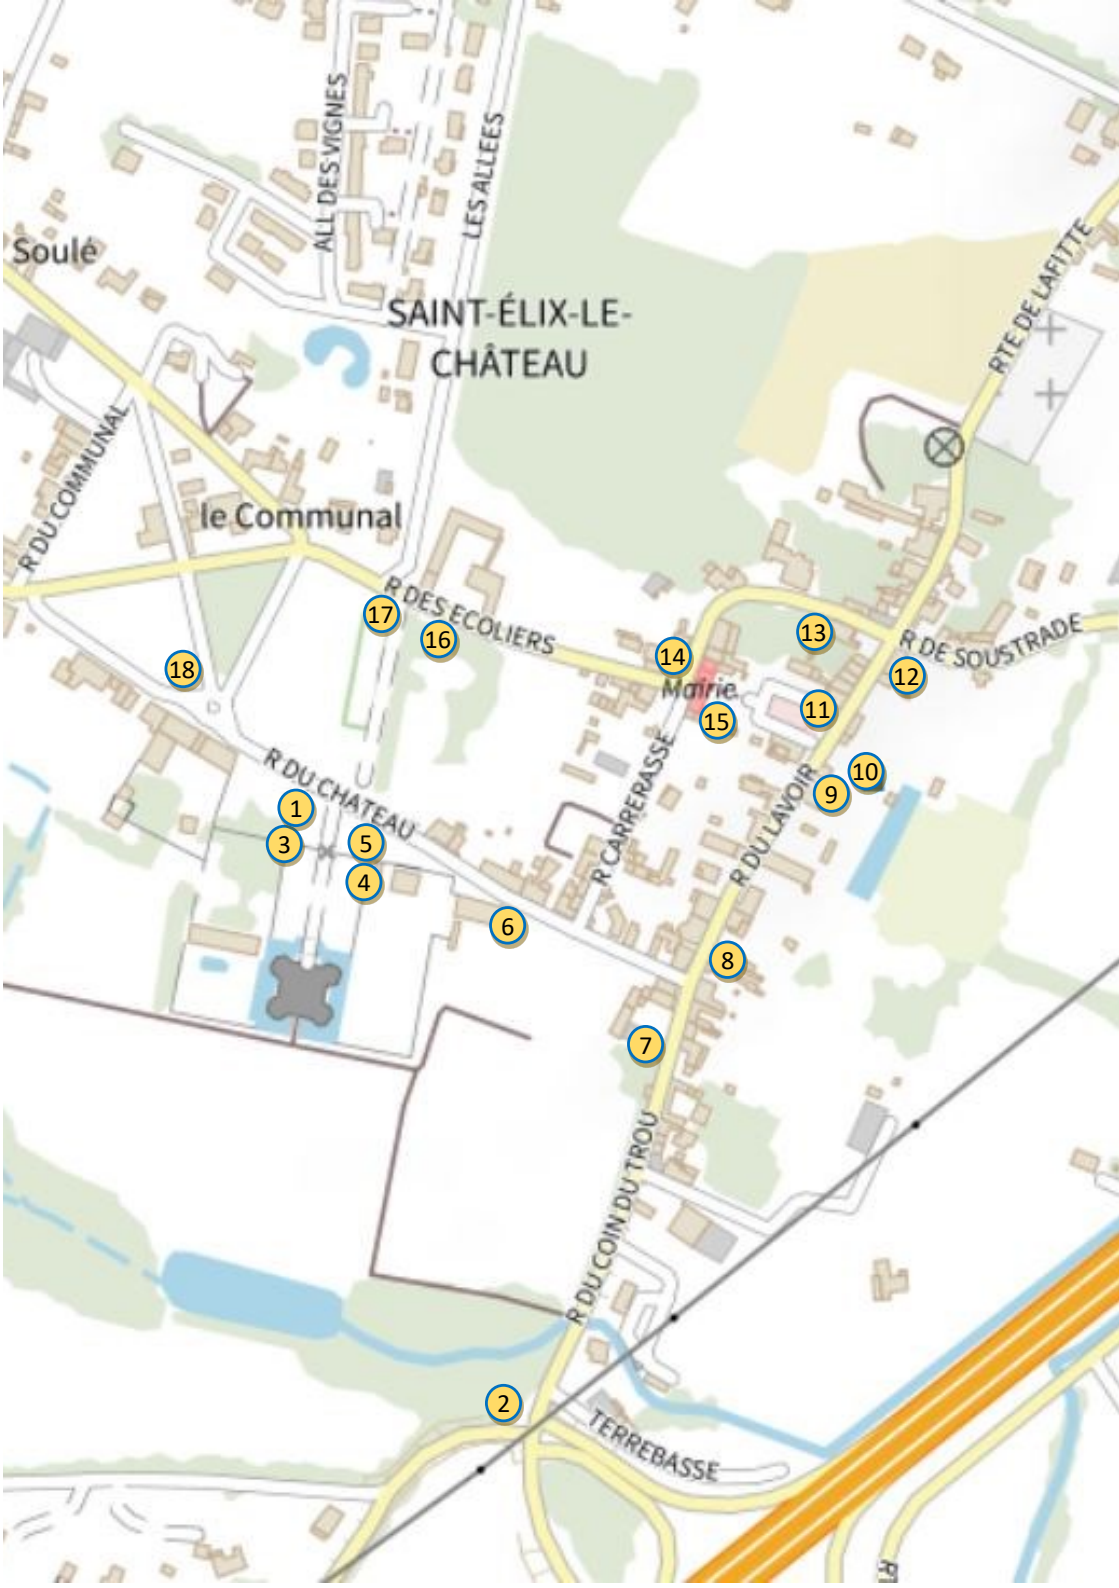 ALL DES VIGNES
LES ALLEES
Soulé
SAINT-ÉLIX-LE-
CHÂTEAU
RTE DE LAFITTE
R DU COMMUNAL
le Communal
R DES ECOLIERS
17
16
13
14
R DE SOUSTRADE
12
18
Mairie
15
11
R DU CHATEAU
10
9
1
3
5
4
R CARRERASSE
R DU LAVOIR
6
8
7
R DU COIN DU TROU
2
TERREBASSE
RT